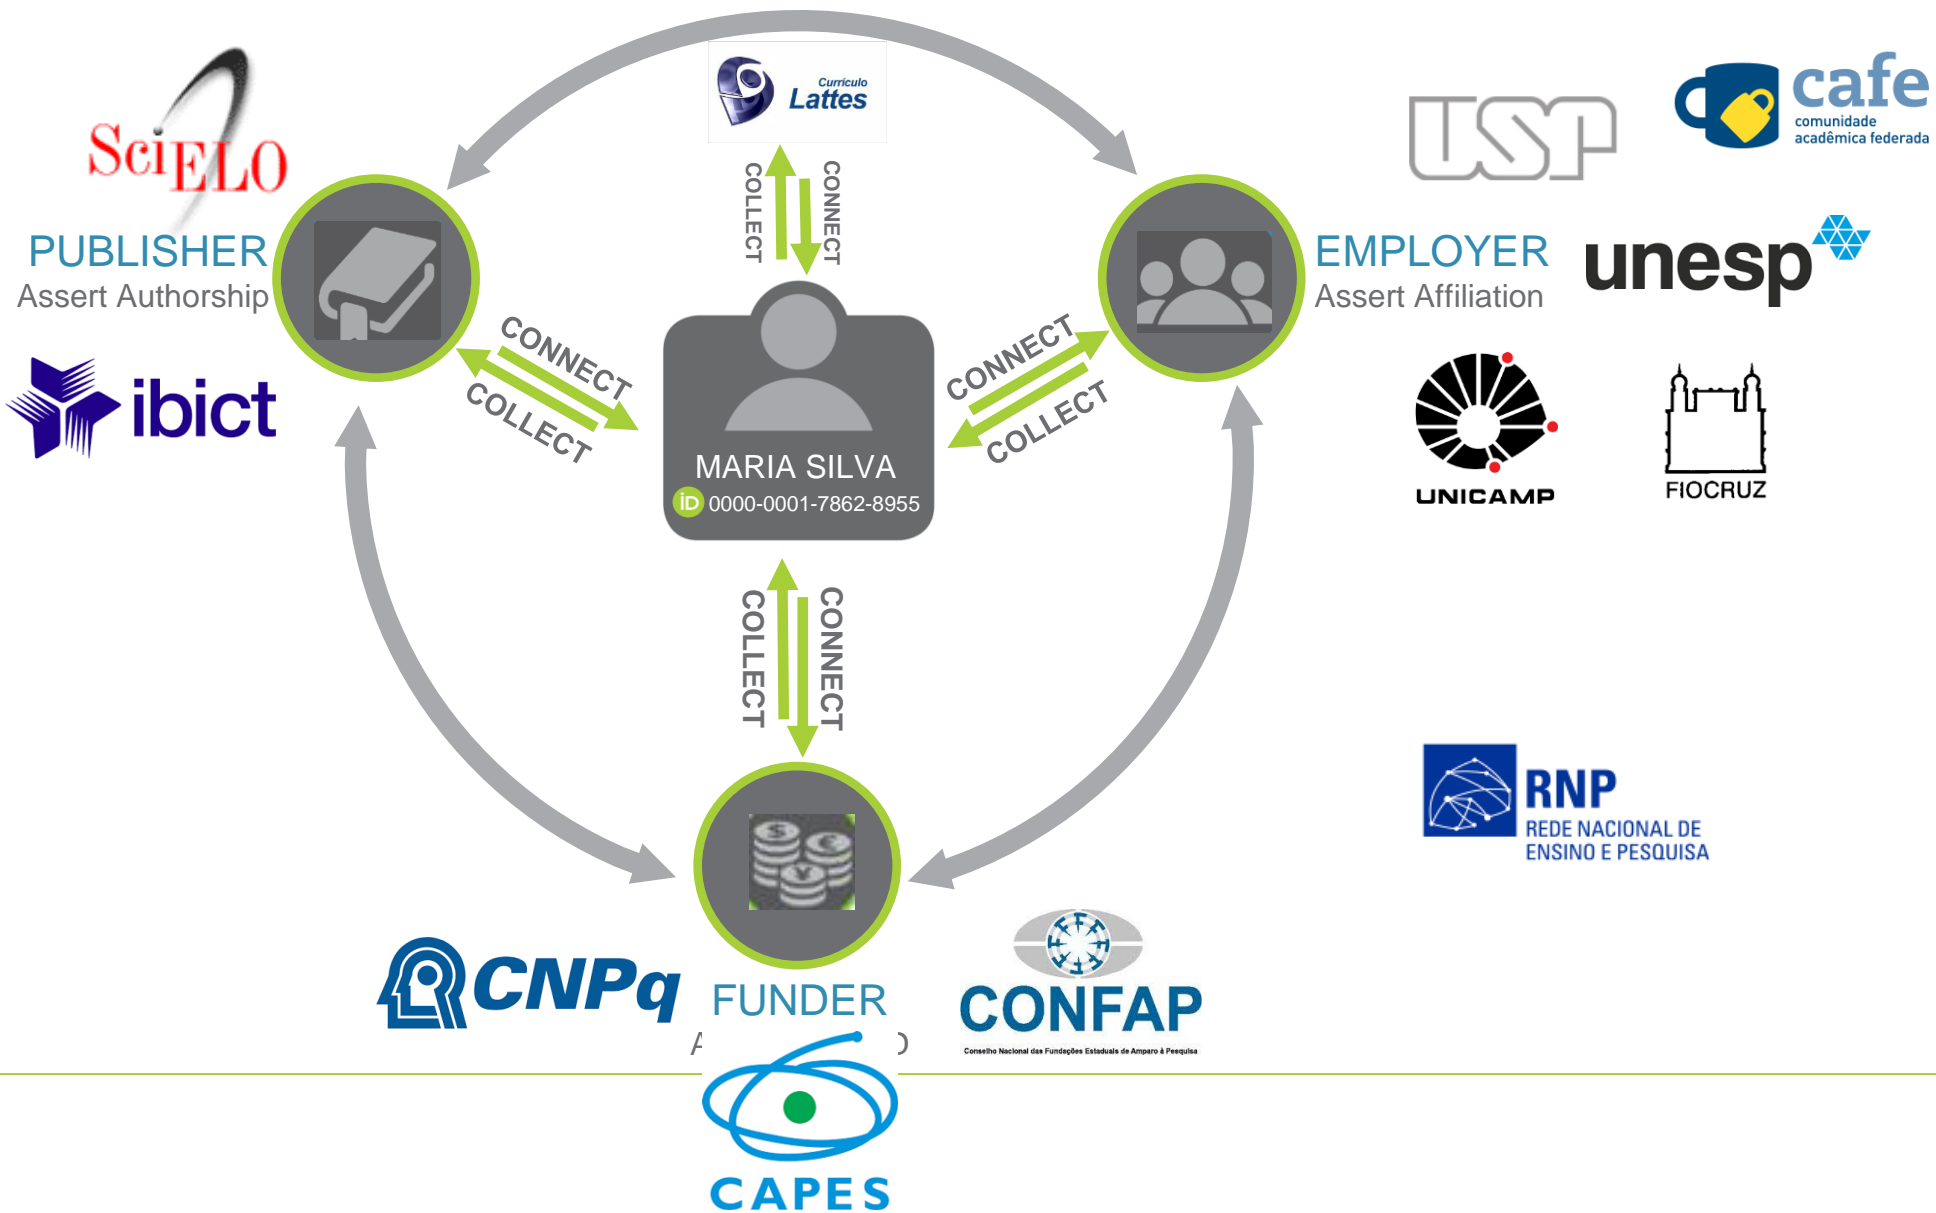 Currículo
Lattes
SciELO
USP
cafe
comunidade
acadêmica federada
COLLECT
CONNECT
PUBLISHER
Assert Authorship
EMPLOYER
Assert Affiliation
unesp
CONNECT
COLLECT
CONNECT
COLLECT
ibict
MARIA SILVA
iD 0000-0001-7862-8955
UNICAMP
FIOCRUZ
COLLECT
CONNECT
RNP
REDE NACIONAL DE
ENSINO E PESQUISA
$
€
¥
CNPq
FUNDER
CONFAP
Conselho Nacional das Fundações Estaduais de Amparo à Pesquisa
CAPES